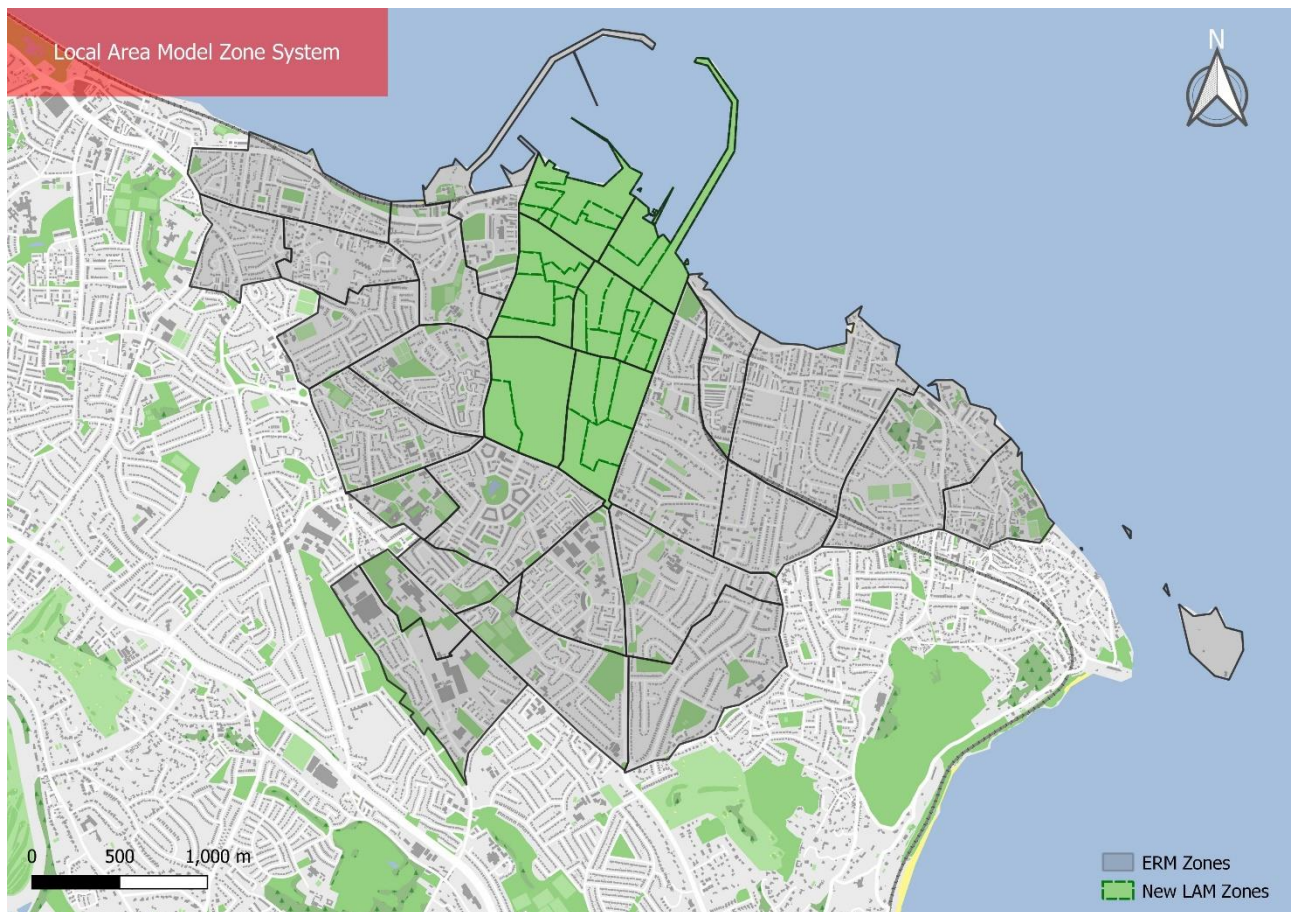 Local Area Model Zone System
N
0 500 1,000 m
ERM Zones
New LAM Zones